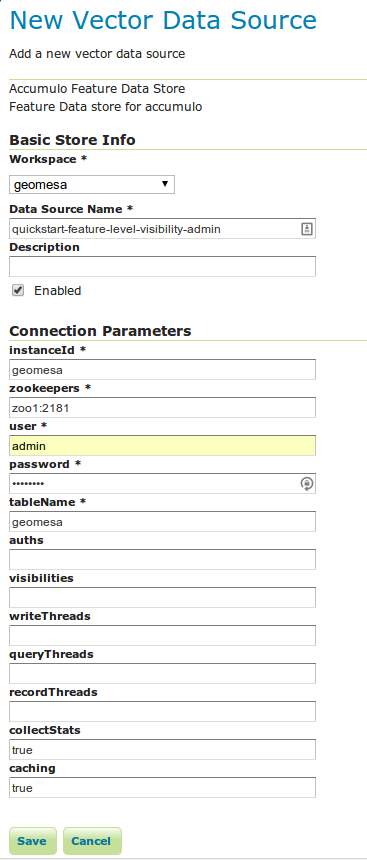 New Vector Data Source
Add a new vector data source
Accumulo Feature Data Store
Feature Data store for accumulo
Basic Store Info
Workspace *
geomesa
Data Source Name *
quickstart-feature-level-visibility-admin
Description
Enabled
Connection Parameters
instanceId *
geomesa
zookeepers *
zoo1:2181
user *
admin
password *
••••••••
tableName *
geomesa
auths
visibilities
writeThreads
queryThreads
recordThreads
collectStats
true
caching
true
Save Cancel